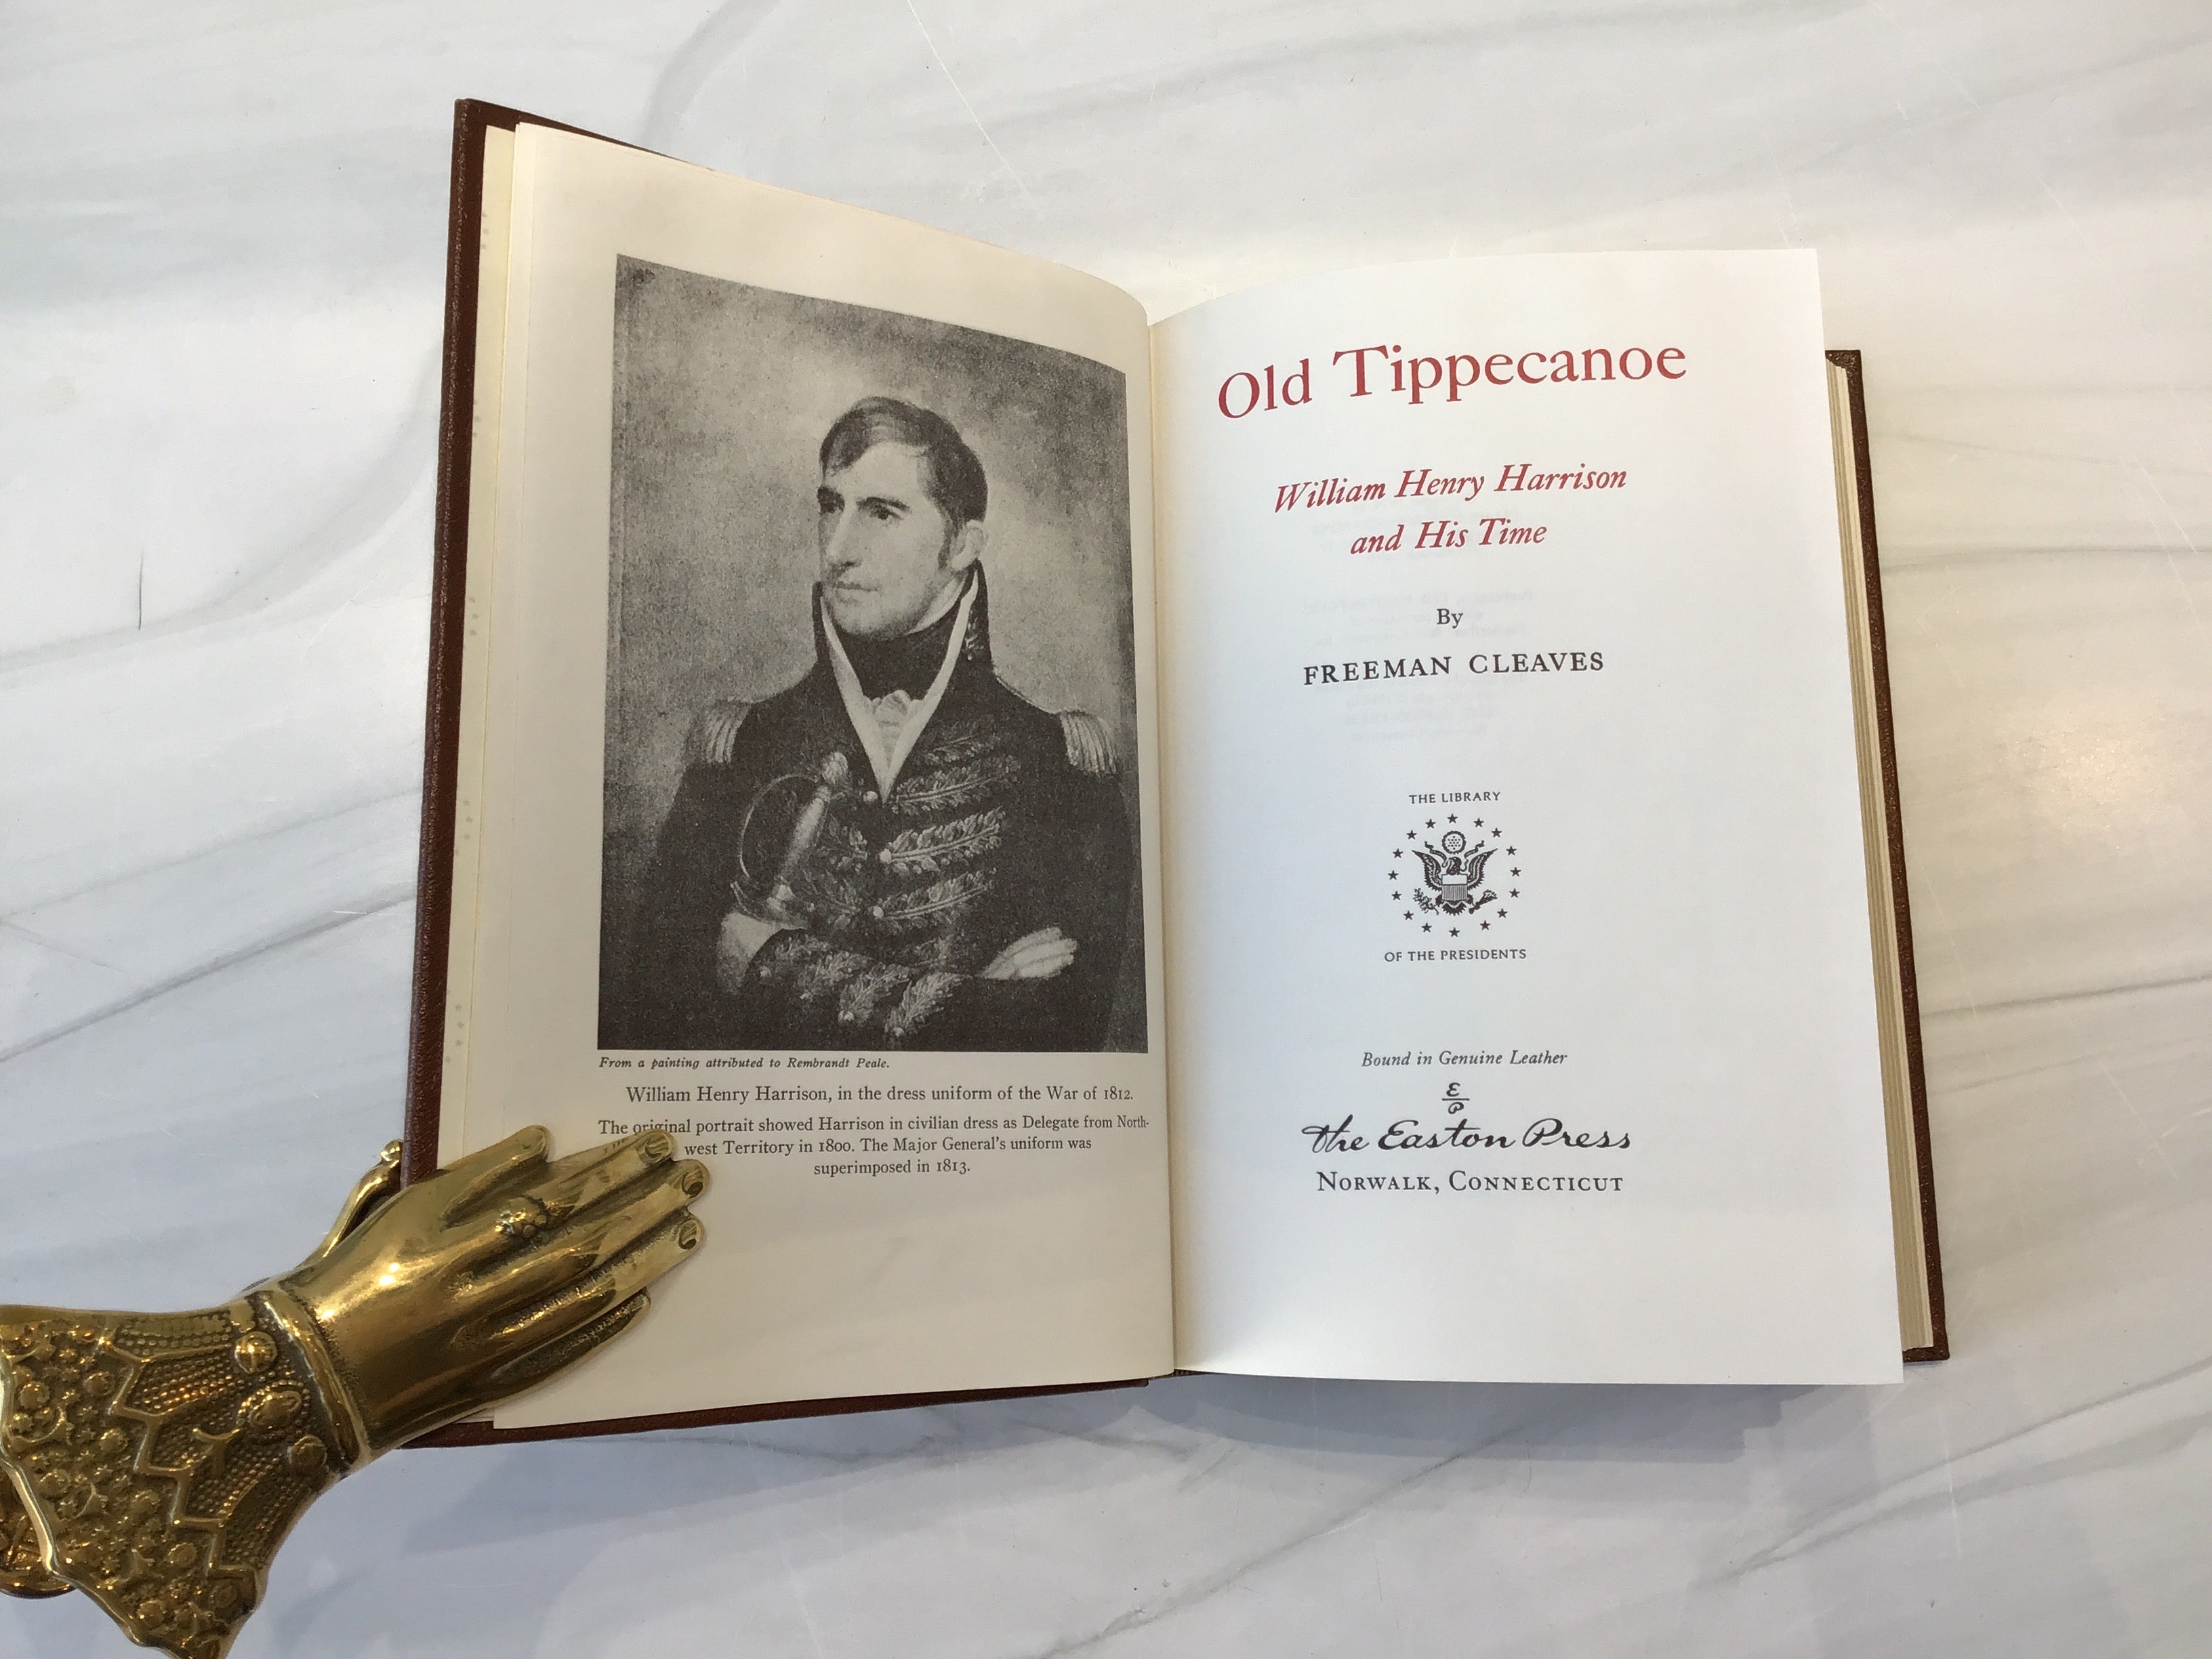 From a painting attributed to Rembrandt Peale.
William Henry Harrison, in the dress uniform of the War of 1812.
The original portrait showed Harrison in civilian dress as Delegate from North-
west Territory in 1800. The Major General's uniform was
superimposed in 1813.
Old Tippecanoe
William Henry Harrison
and His Time
By
FREEMAN CLEAVES
THE LIBRARY
OF THE PRESIDENTS
Bound in Genuine Leather
E
P
The Easton Press
NORWALK, CONNECTICUT